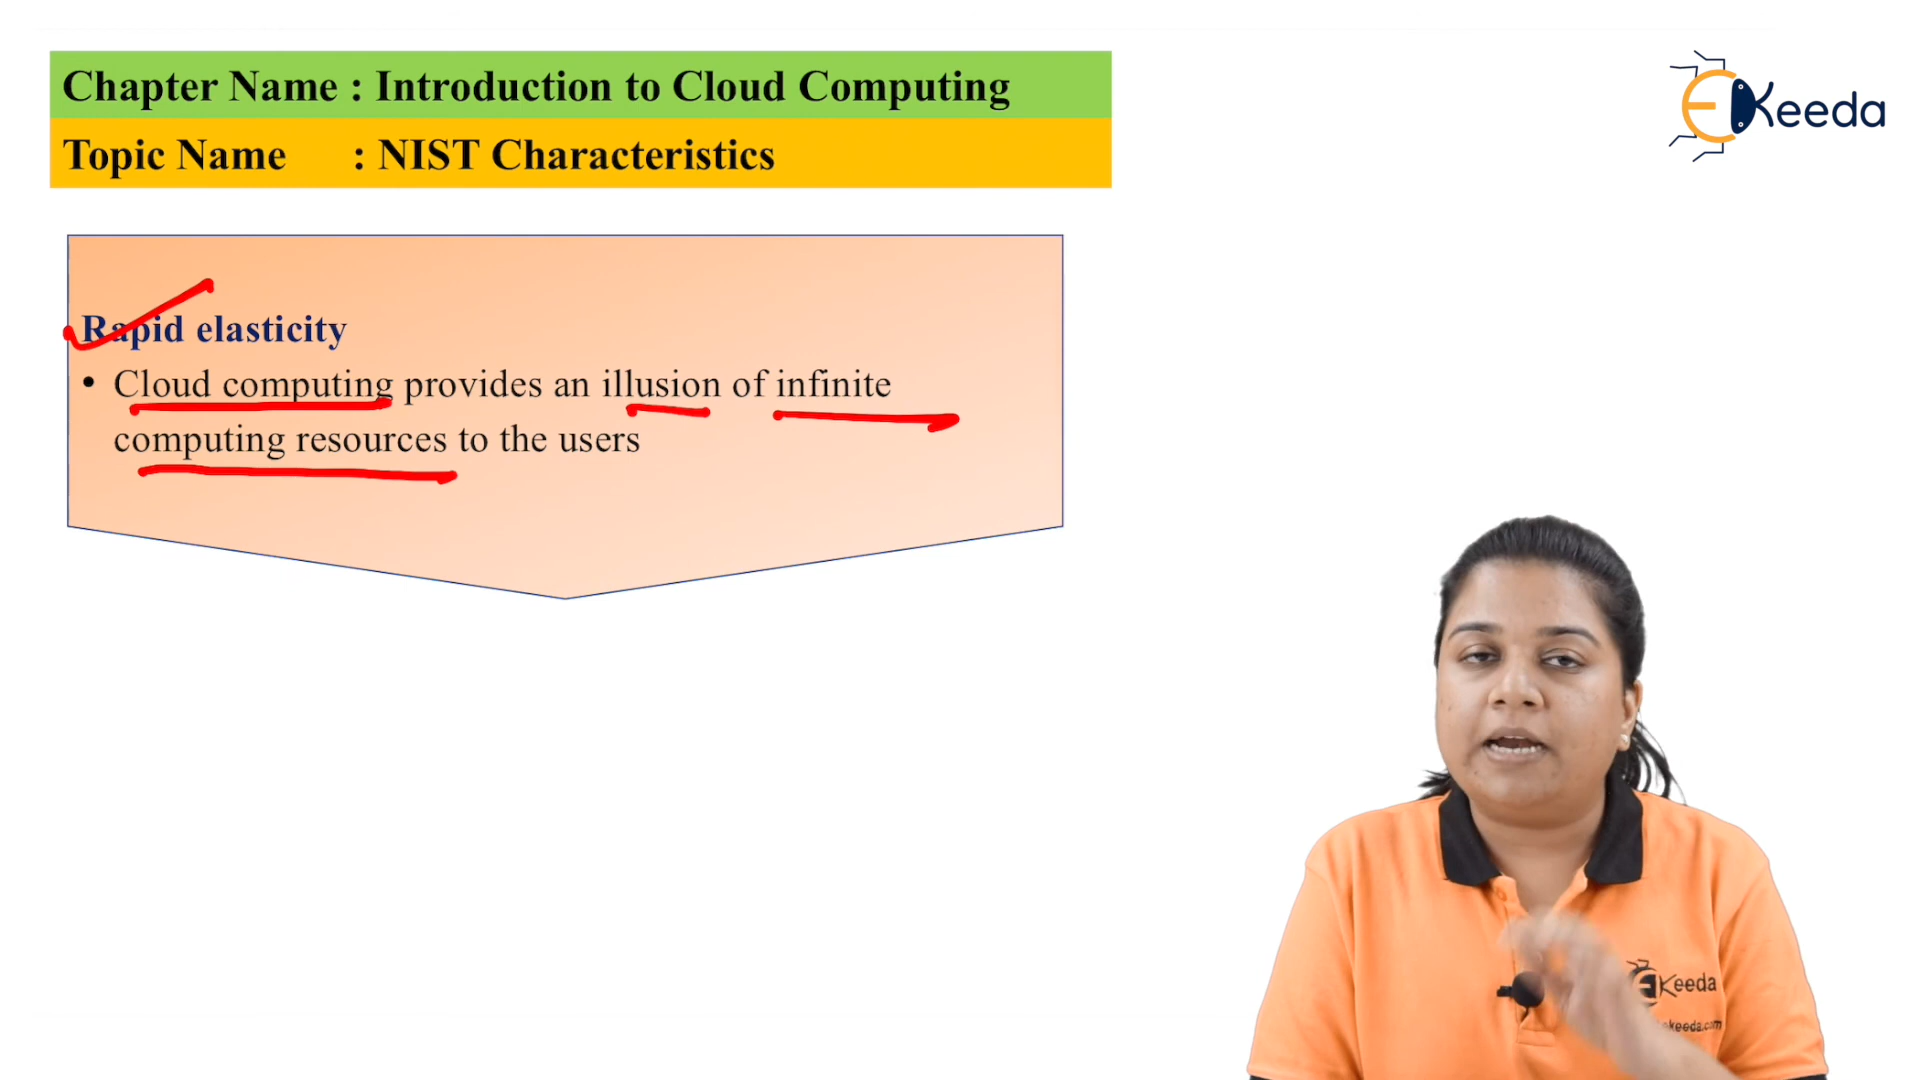 Chapter Name : Introduction to Cloud Computing
Topic Name : NIST Characteristics
Keeda
Rapid elasticity
• Cloud computing provides an illusion of infinite
computing resources to the users
Keeda